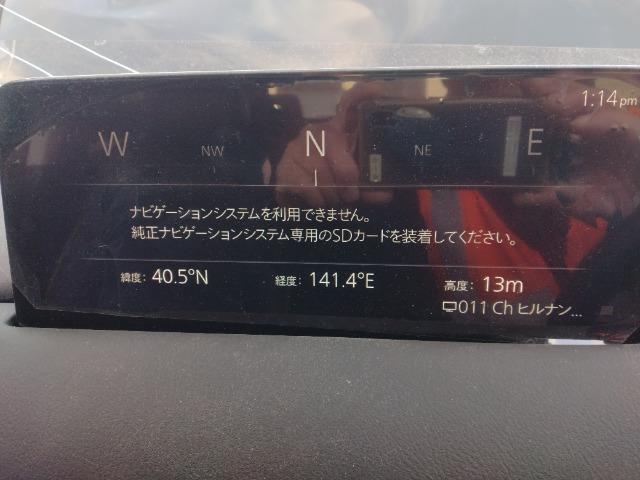 1:14pm
W NW N NE E
ナビゲーションシステムを利用できません。
純正ナビゲーションシステム専用のSDカードを装着してください。
緯度: 40.5°N 経度: 141.4°E 高度: 13m
011 Ch ヒルナン...